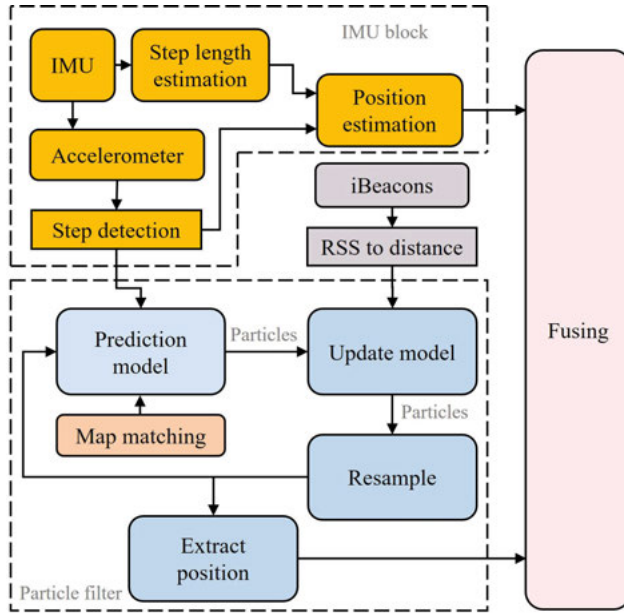 IMU block
IMU
Step length
estimation
Position
estimation
Accelerometer
iBeacons
Step detection
RSS to distance
Fusing
Prediction
model
Particles
Update model
Particles
Map matching
Resample
Extract
position
Particle filter